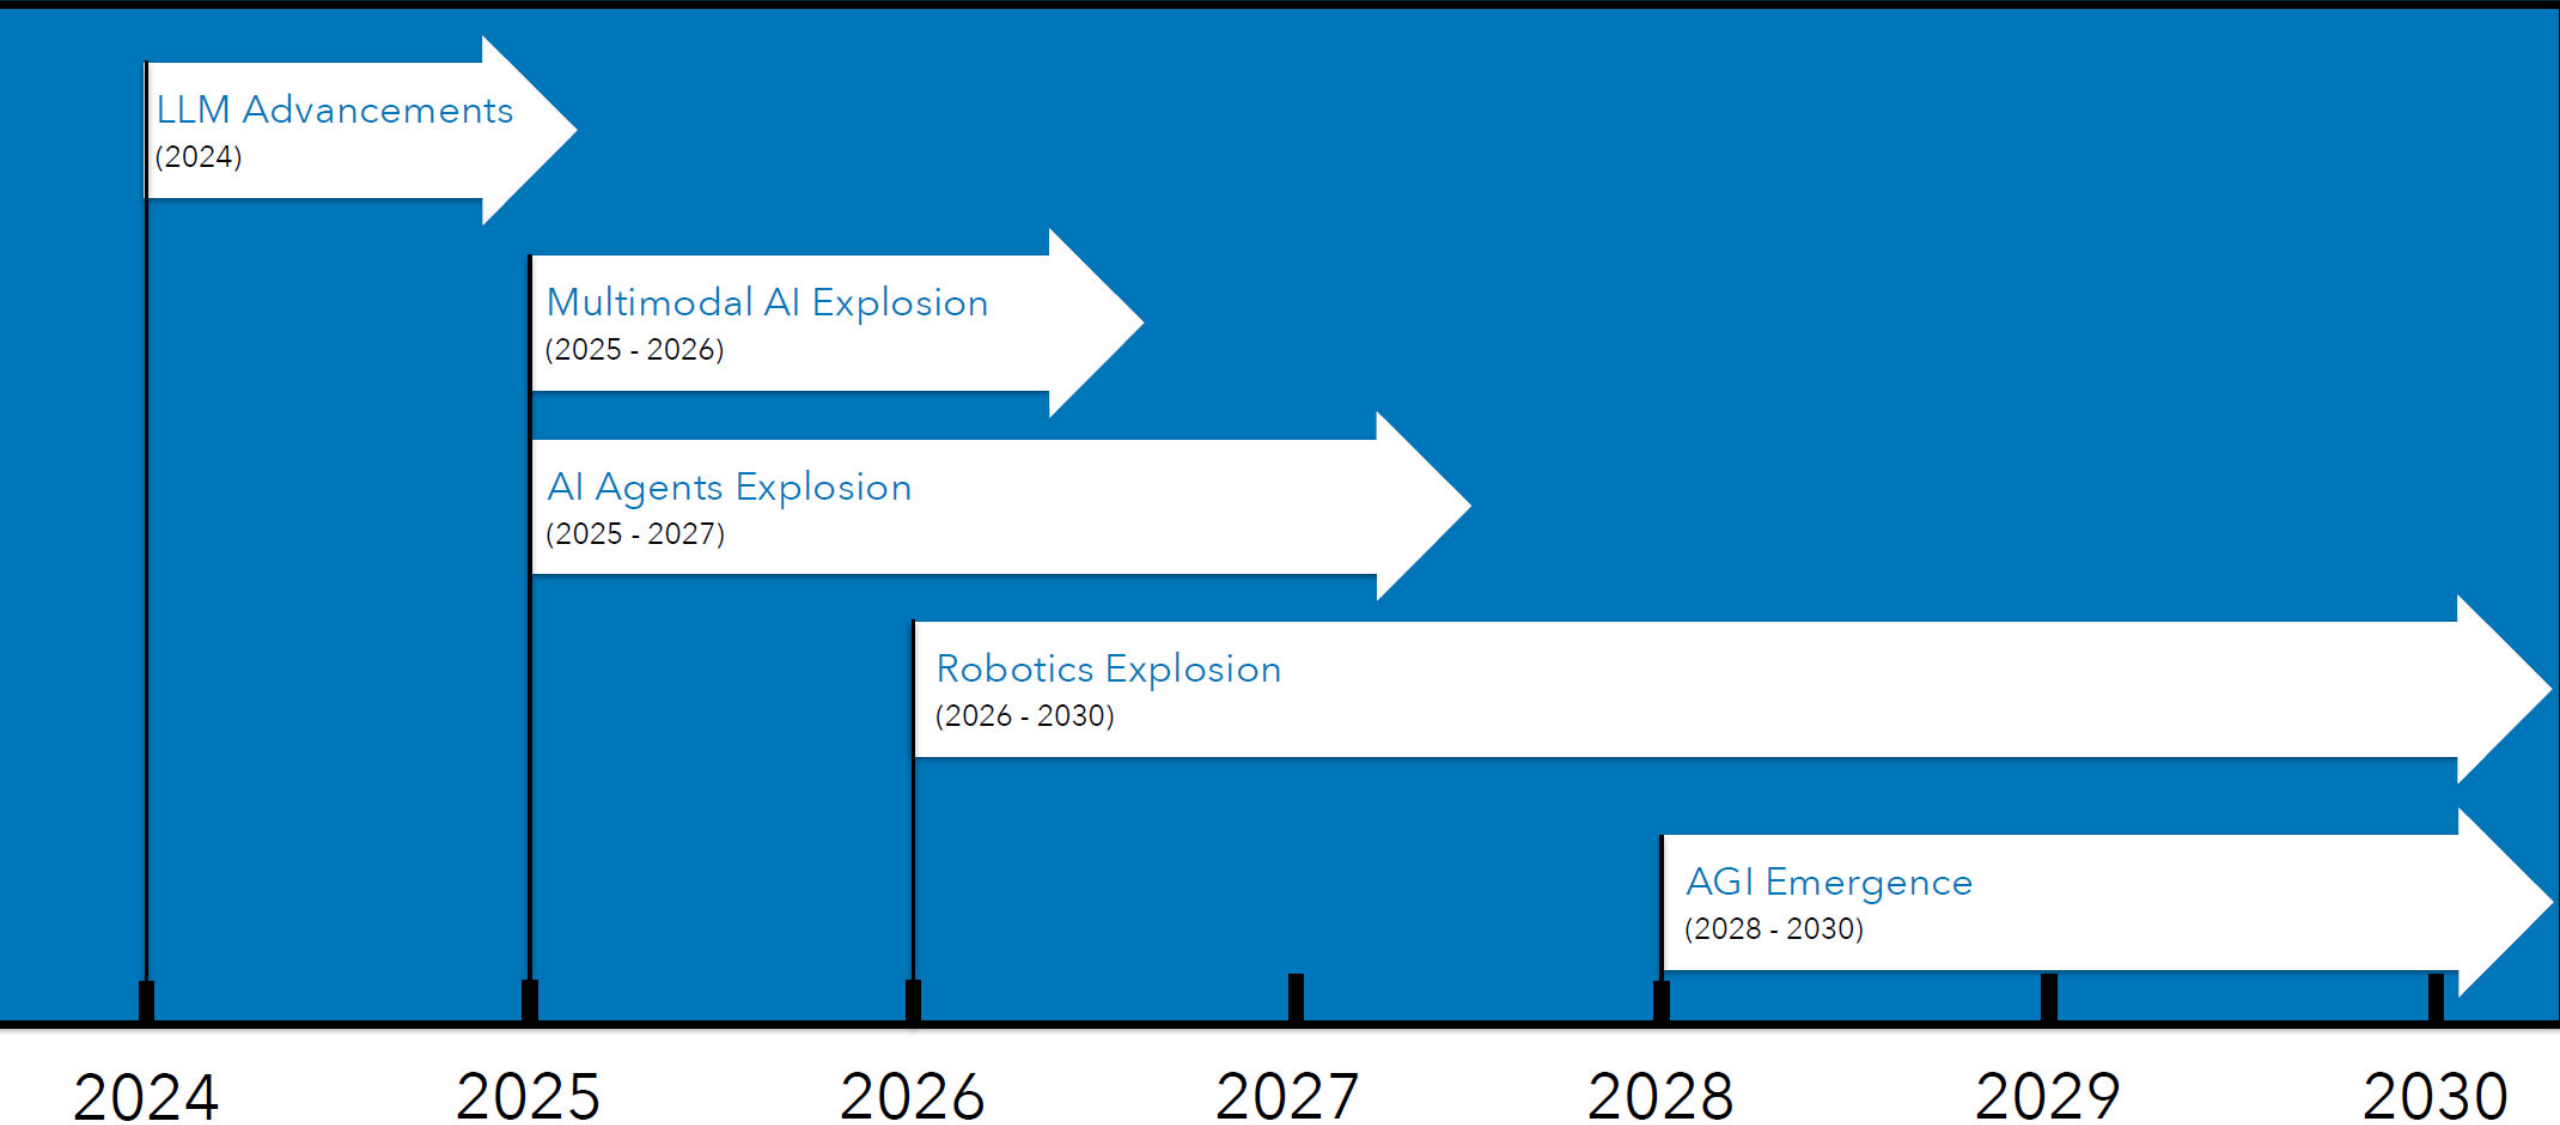 LLM Advancements
(2024)
Multimodal AI Explosion
(2025 - 2026)
AI Agents Explosion
(2025 - 2027)
Robotics Explosion
(2026 - 2030)
AGI Emergence
(2028 - 2030)
2024 2025 2026 2027 2028 2029 2030